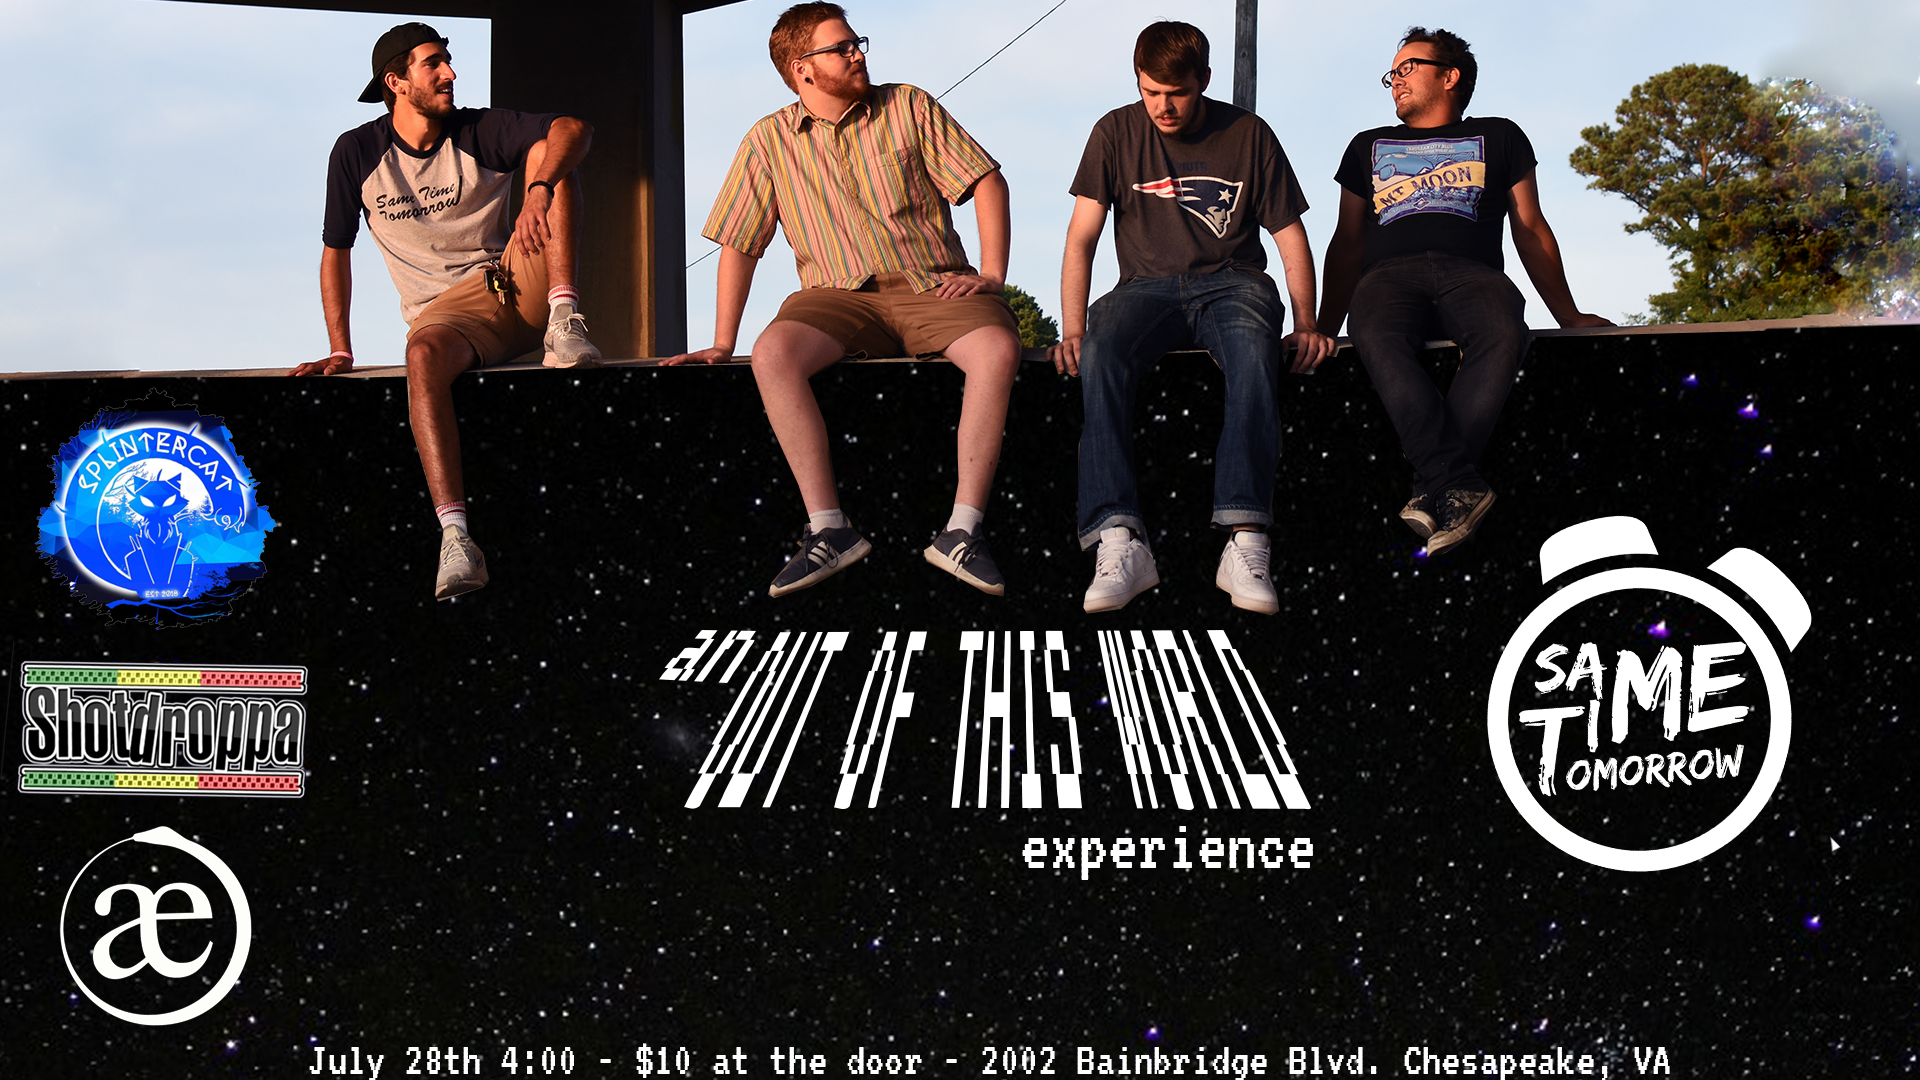 Same Time
Tomorrow
MT MOON
SPLINTERCAT
EST 2018
Shotdroppa
æ
an OUT OF THIS WORLD
experience
SAME
TIME
TOMORROW
July 28th 4:00 - $10 at the door - 2002 Bainbridge Blvd. Chesapeake, VA